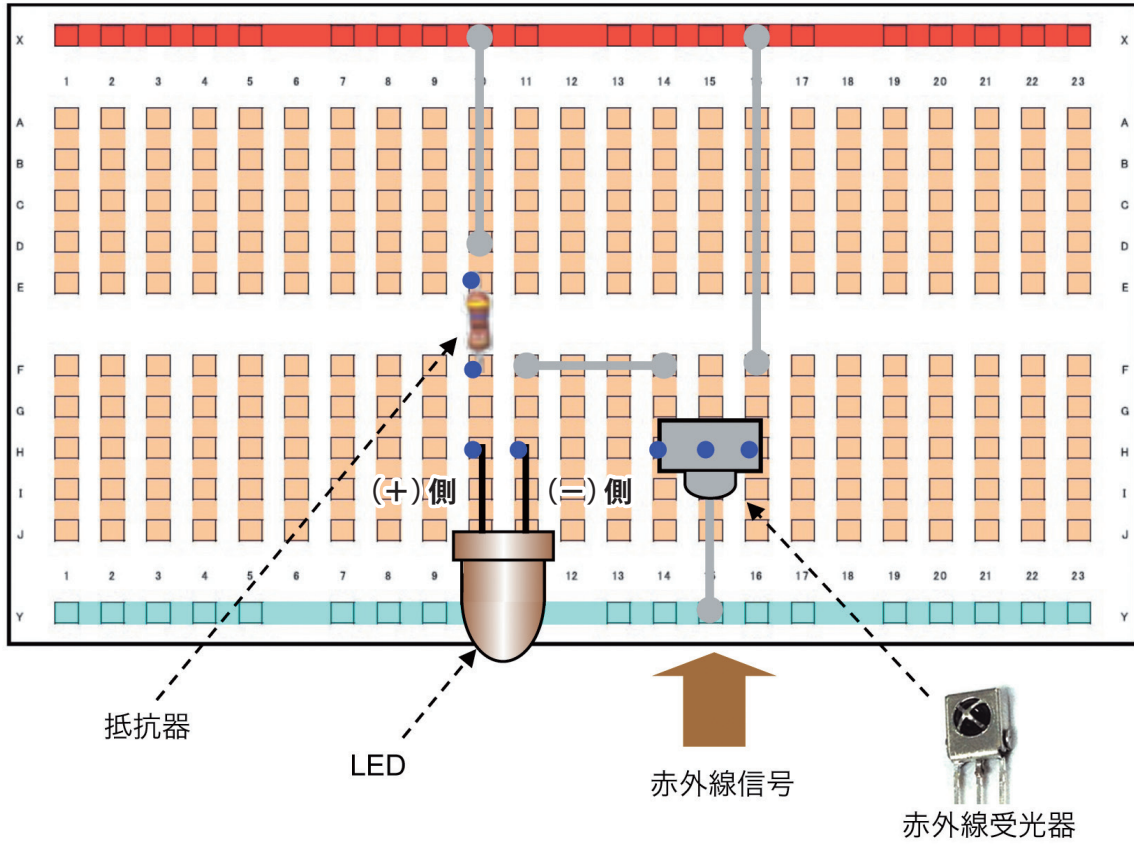 X X
1 2 3 4 5 6 7 8 9 10 11 12 13 14 15 16 17 18 19 20 21 22 23
A A
B B
C C
D D
E E
F F
G G
H H
(+)側 (−)側
I I
J J
1 2 3 4 5 6 7 8 9 12 13 14 15 16 17 18 19 20 21 22 23
Y Y
抵抗器
LED
赤外線信号
赤外線受光器